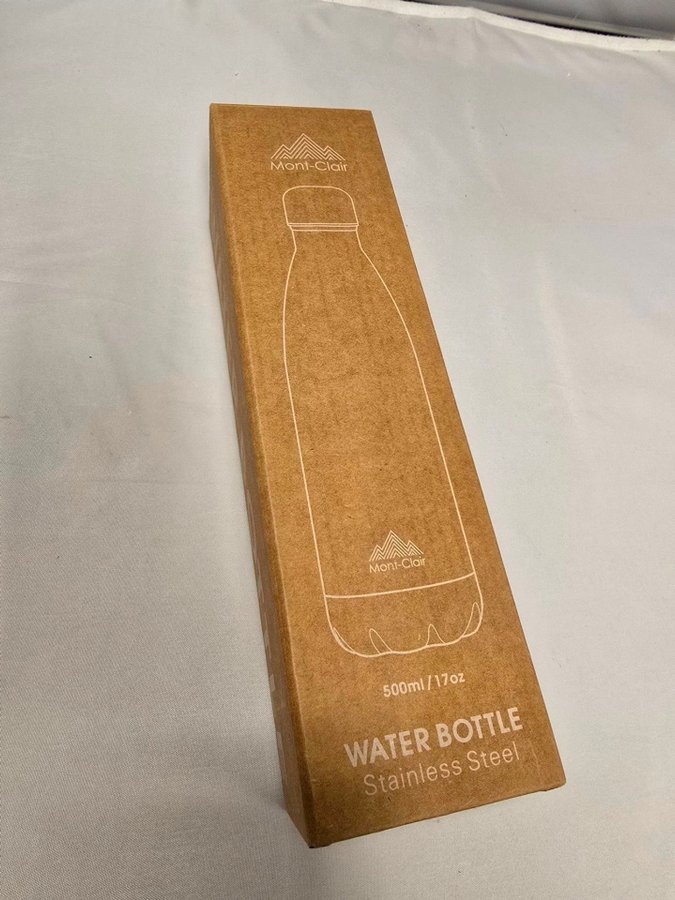 Mont-Clair
Mont-Clair
500ml/17oz
WATER BOTTLE
Stainless Steel